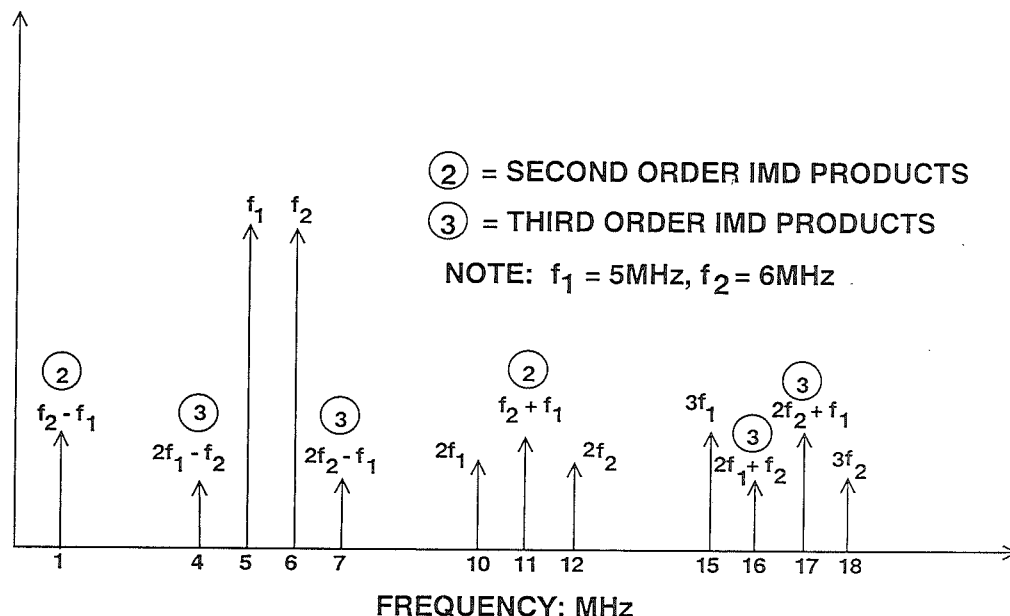 f₁ f₂
② = SECOND ORDER IMD PRODUCTS
③ = THIRD ORDER IMD PRODUCTS
NOTE: f₁ = 5MHz, f₂ = 6MHz
②
f₂ - f₁
③
2f₁ - f₂
③
2f₂ - f₁
2f₁
②
f₂ + f₁
2f₂
3f₁
③
2f₁ + f₂
③
2f₂ + f₁
3f₂
1 4 5 6 7 10 11 12 15 16 17 18
FREQUENCY: MHz